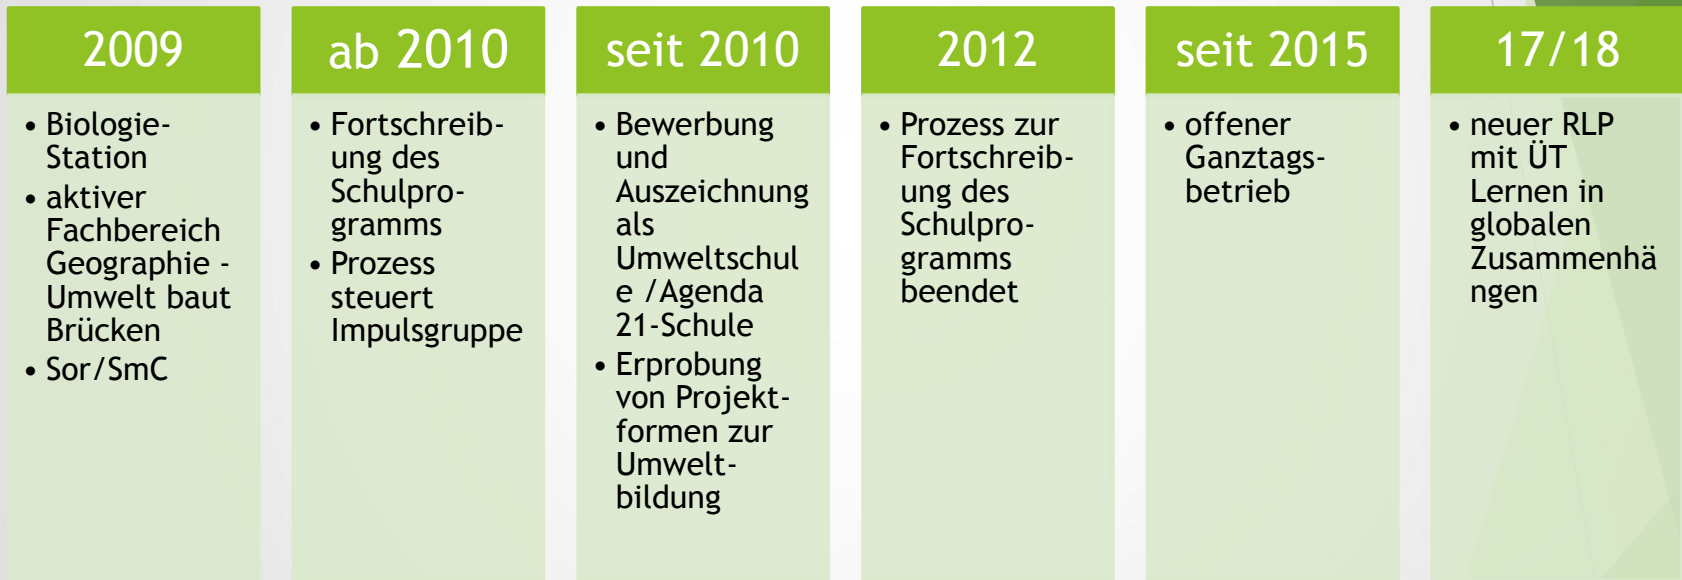 2009
• Biologie-
Station
• aktiver
Fachbereich
Geographie -
Umwelt baut
Brücken
• Sor/SmC
ab 2010
• Fortschreib-
ung des
Schulpro-
gramms
• Prozess
steuert
Impulsgruppe
seit 2010
• Bewerbung
und
Auszeichnung
als
Umweltschul
e /Agenda
21-Schule
• Erprobung
von Projekt-
formen zur
Umwelt-
bildung
2012
• Prozess zur
Fortschreib-
ung des
Schulpro-
gramms
beendet
seit 2015
• offener
Ganztags-
betrieb
17/18
• neuer RLP
mit ÜT
Lernen in
globalen
Zusammenhä
ngen